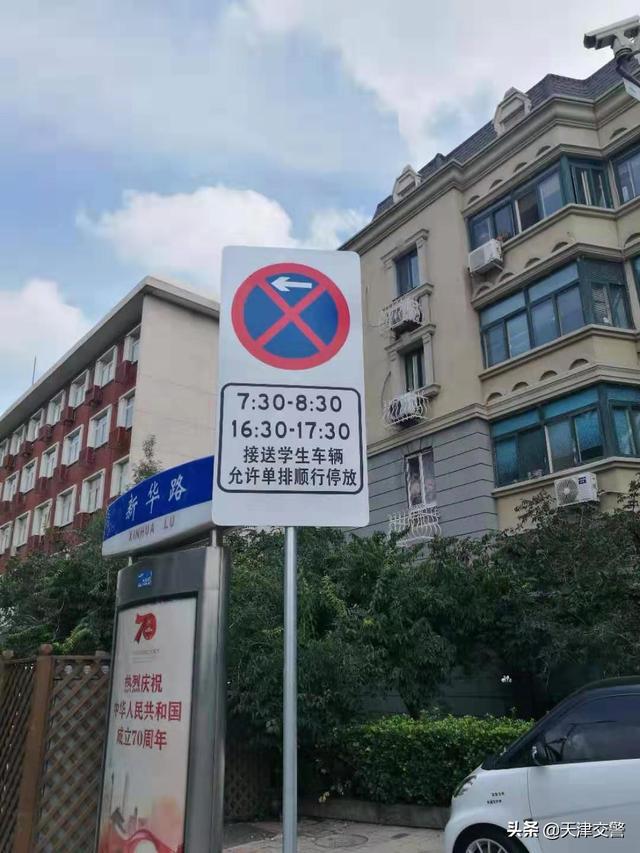 7:30-8:30
16:30-17:30
接送学生车辆
允许单排顺行停放
新华路
XINHUA LU
70
热烈庆祝
中华人民共和国
成立70周年
头条 @天津交警